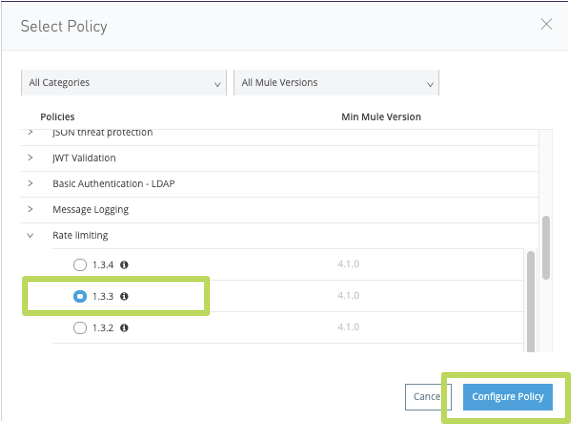 Select Policy
All Categories All Mule Versions
Policies Min Mule Version
JSON threat protection
JWT Validation
Basic Authentication - LDAP
Message Logging
Rate limiting
1.3.4 4.1.0
1.3.3 4.1.0
1.3.2 4.1.0
Cancel Configure Policy